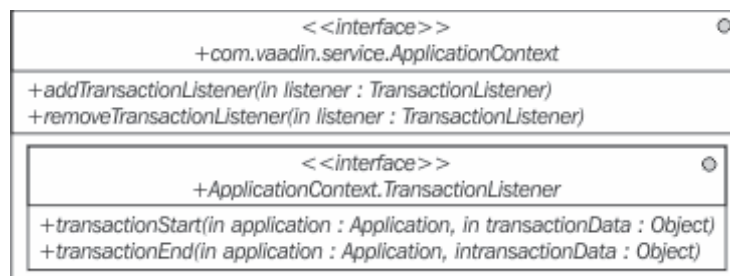 <<interface>>
+com.vaadin.service.ApplicationContext
+addTransactionListener(in listener : TransactionListener)
+removeTransactionListener(in listener : TransactionListener)
<<interface>>
+ApplicationContext.TransactionListener
+transactionStart(in application : Application, in transactionData : Object)
+transactionEnd(in application : Application, intransactionData : Object)